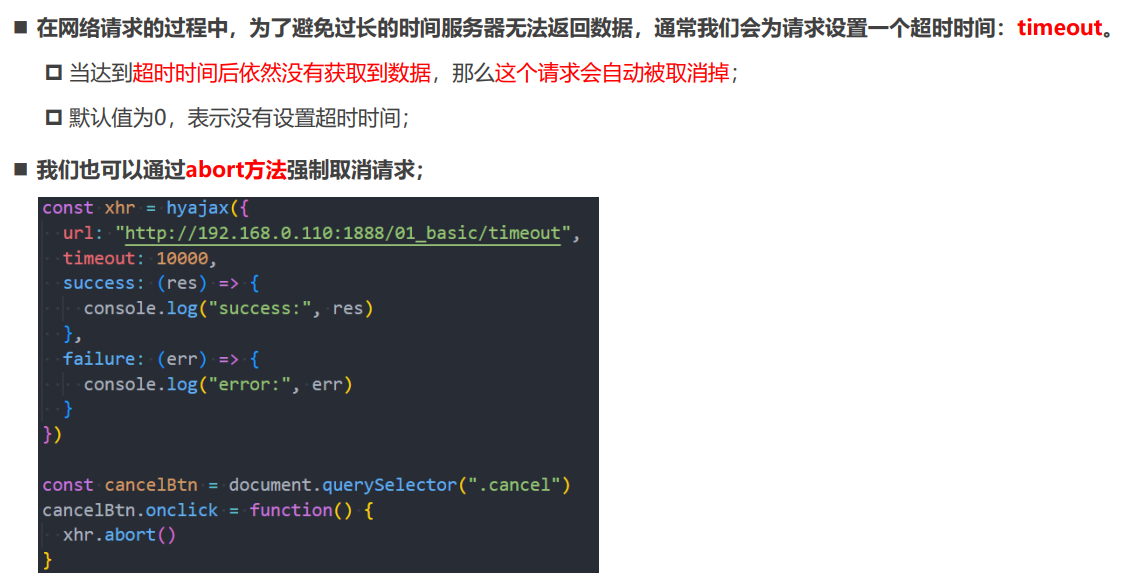 在网络请求的过程中，为了避免过长的时间服务器无法返回数据，通常我们会为请求设置一个超时时间：timeout。
当达到超时时间后依然没有获取到数据，那么这个请求会自动被取消掉；
默认值为0，表示没有设置超时时间；
我们也可以通过abort方法强制取消请求；
const xhr = hyajax({
  url: "http://192.168.0.110:1888/01_basic/timeout",
  timeout: 10000,
  success: (res) => {
    console.log("success:", res)
  },
  failure: (err) => {
    console.log("error:", err)
  }
})
const cancelBtn = document.querySelector(".cancel")
cancelBtn.onclick = function() {
  xhr.abort()
}